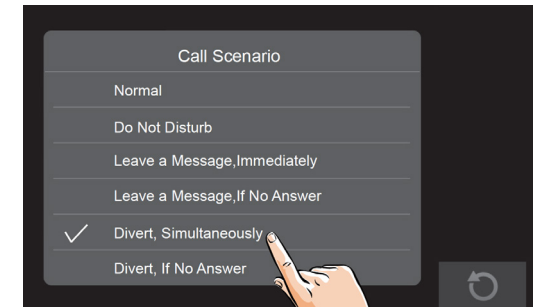 Call Scenario
Normal
Do Not Disturb
Leave a Message,Immediately
Leave a Message,If No Answer
Divert, Simultaneously
Divert, If No Answer